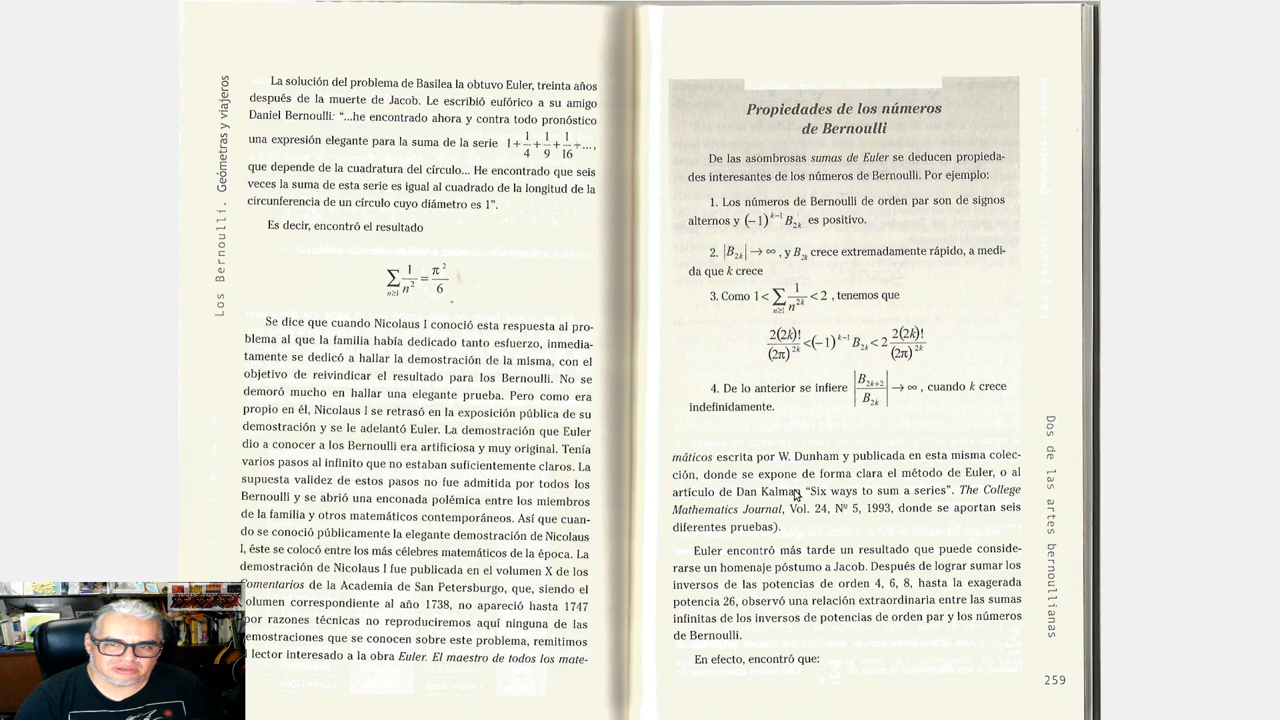 Los Bernoulli. Geómetras y viajeros
La solución del problema de Basilea la obtuvo Euler, treinta años
después de la muerte de Jacob. Le escribió eufórico a su amigo
Daniel Bernoulli: “...he encontrado ahora y contra todo pronóstico
una expresión elegante para la suma de la serie 1+1/4+1/9+1/16+...,
que depende de la cuadratura del círculo... He encontrado que seis
veces la suma de esta serie es igual al cuadrado de la longitud de la
circunferencia de un círculo cuyo diámetro es 1”.
Es decir, encontró el resultado
∑n≥1 1/n² = π²/6
Se dice que cuando Nicolaus I conoció esta respuesta al pro-
blema al que la familia había dedicado tanto esfuerzo, inmedia-
tamente se dedicó a hallar la demostración de la misma, con el
objetivo de reivindicar el resultado para los Bernoulli. No se
demoró mucho en hallar una elegante prueba. Pero como era
propio en él, Nicolaus I se retrasó en la exposición pública de su
demostración y se le adelantó Euler. La demostración que Euler
dio a conocer a los Bernoulli era artificiosa y muy original. Tenía
varios pasos al infinito que no estaban suficientemente claros. La
supuesta validez de estos pasos no fue admitida por todos los
Bernoulli y se abrió una enconada polémica entre los miembros
de la familia y otros matemáticos contemporáneos. Así que cuan-
do se conoció públicamente la elegante demostración de Nicolaus
I, éste se colocó entre los más célebres matemáticos de la época. La
demostración de Nicolaus I fue publicada en el volumen X de los
Comentarios de la Academia de San Petersburgo, que, siendo el
olumen correspondiente al año 1738, no apareció hasta 1747
por razones técnicas no reproduciremos aquí ninguna de las
emostraciones que se conocen sobre este problema, remitimos
l lector interesado a la obra Euler. El maestro de todos los mate-
Propiedades de los números
de Bernoulli
De las asombrosas sumas de Euler se deducen propieda-
des interesantes de los números de Bernoulli. Por ejemplo:
1. Los números de Bernoulli de orden par son de signos
alternos y (−1)^(k−1) B_2k es positivo.
2. |B_2k| → ∞, y B_2k crece extremadamente rápido, a medi-
da que k crece
3. Como 1 < ∑n≥1 1/n^(2k) < 2, tenemos que
2(2k)!/(2π)^(2k) < (−1)^(k−1) B_2k < 2 2(2k)!/(2π)^(2k)
4. De lo anterior se infiere |B_2k+2/B_2k| → ∞, cuando k crece
indefinidamente.
máticos escrita por W. Dunham y publicada en esta misma colec-
ción, donde se expone de forma clara el método de Euler, o al
artículo de Dan Kalman “Six ways to sum a series”. The College
Mathematics Journal, Vol. 24, Nº 5, 1993, donde se aportan seis
diferentes pruebas).
Euler encontró más tarde un resultado que puede conside-
rarse un homenaje póstumo a Jacob. Después de lograr sumar los
inversos de las potencias de orden 4, 6, 8, hasta la exagerada
potencia 26, observó una relación extraordinaria entre las sumas
infinitas de los inversos de potencias de orden par y los números
de Bernoulli.
En efecto, encontró que:
Dos de las artes bernoullianas
259